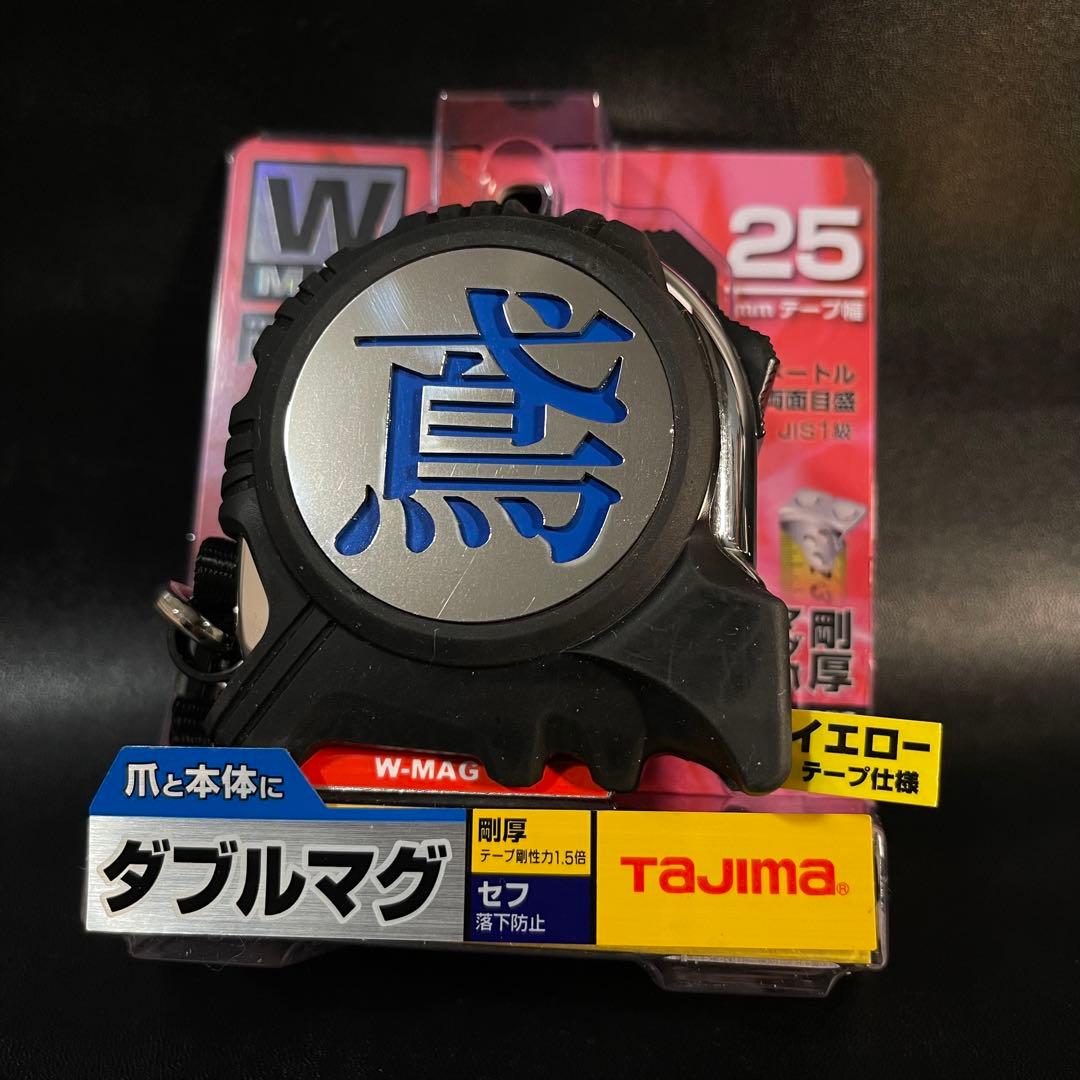 W
25
mm テープ幅
メートル
両面目盛
JIS1級
鳶
剛厚
イエロー
テープ仕様
W-MAG
爪と本体に
ダブルマグ
剛厚
テープ剛性力1.5倍
セフ
落下防止
TaJIma®